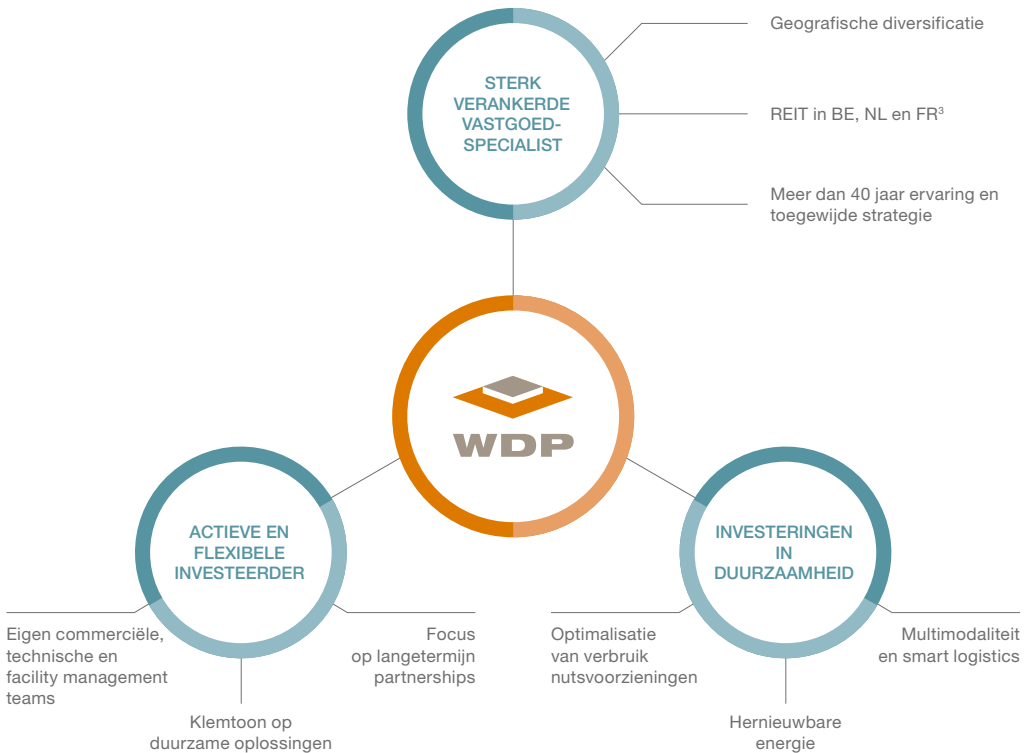 STERK
VERANKERDE
VASTGOED-
SPECIALIST
Geografische diversificatie
REIT in BE, NL en FR³
Meer dan 40 jaar ervaring en
toegewijde strategie
WDP
ACTIEVE EN
FLEXIBELE
INVESTEERDER
Eigen commerciële,
technische en
facility management
teams
Klemtoon op
duurzame oplossingen
Focus
op langetermijn
partnerships
INVESTERINGEN
IN
DUURZAAMHEID
Optimalisatie
van verbruik
nutsvoorzieningen
Hernieuwbare
energie
Multimodaliteit
en smart logistics